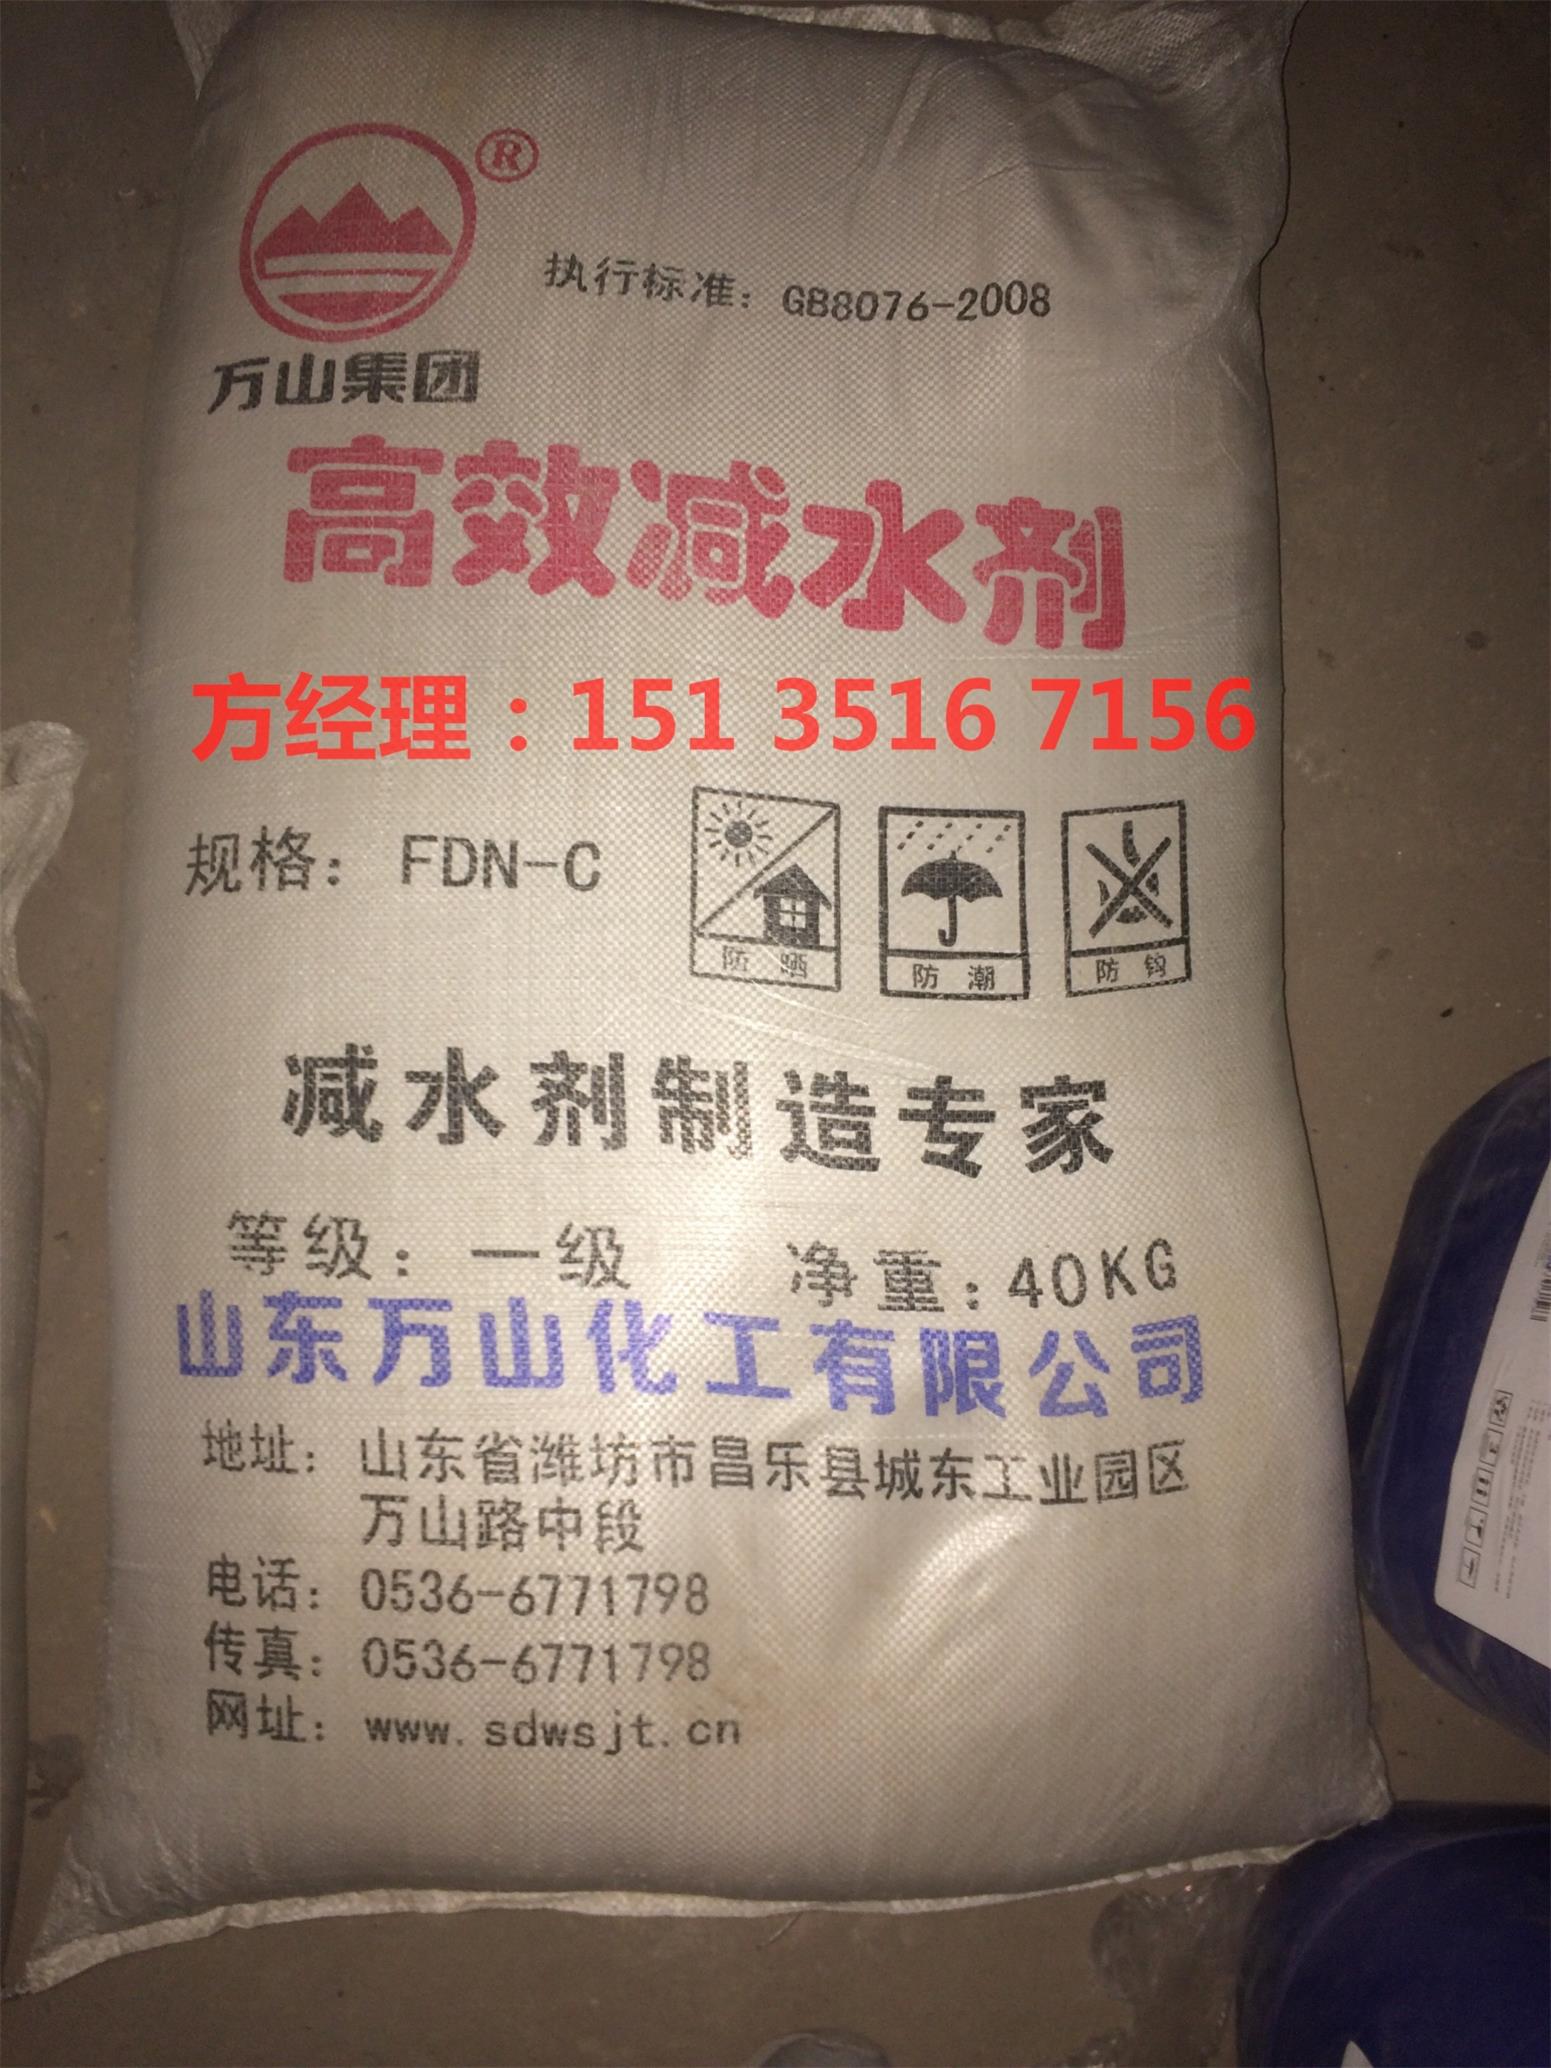 ®
执行标准：GB8076-2008
万山集团
高效减水剂
方经理：151 3516 7156
规格：FDN-C
防晒
防潮
防钩
减水剂制造专家
等级：一级 净重：40KG
山东万山化工有限公司
地址：山东省潍坊市昌乐县城东工业园区
万山路中段
电话：0536-6771798
传真：0536-6771798
网址：www.sdwsjt.cn